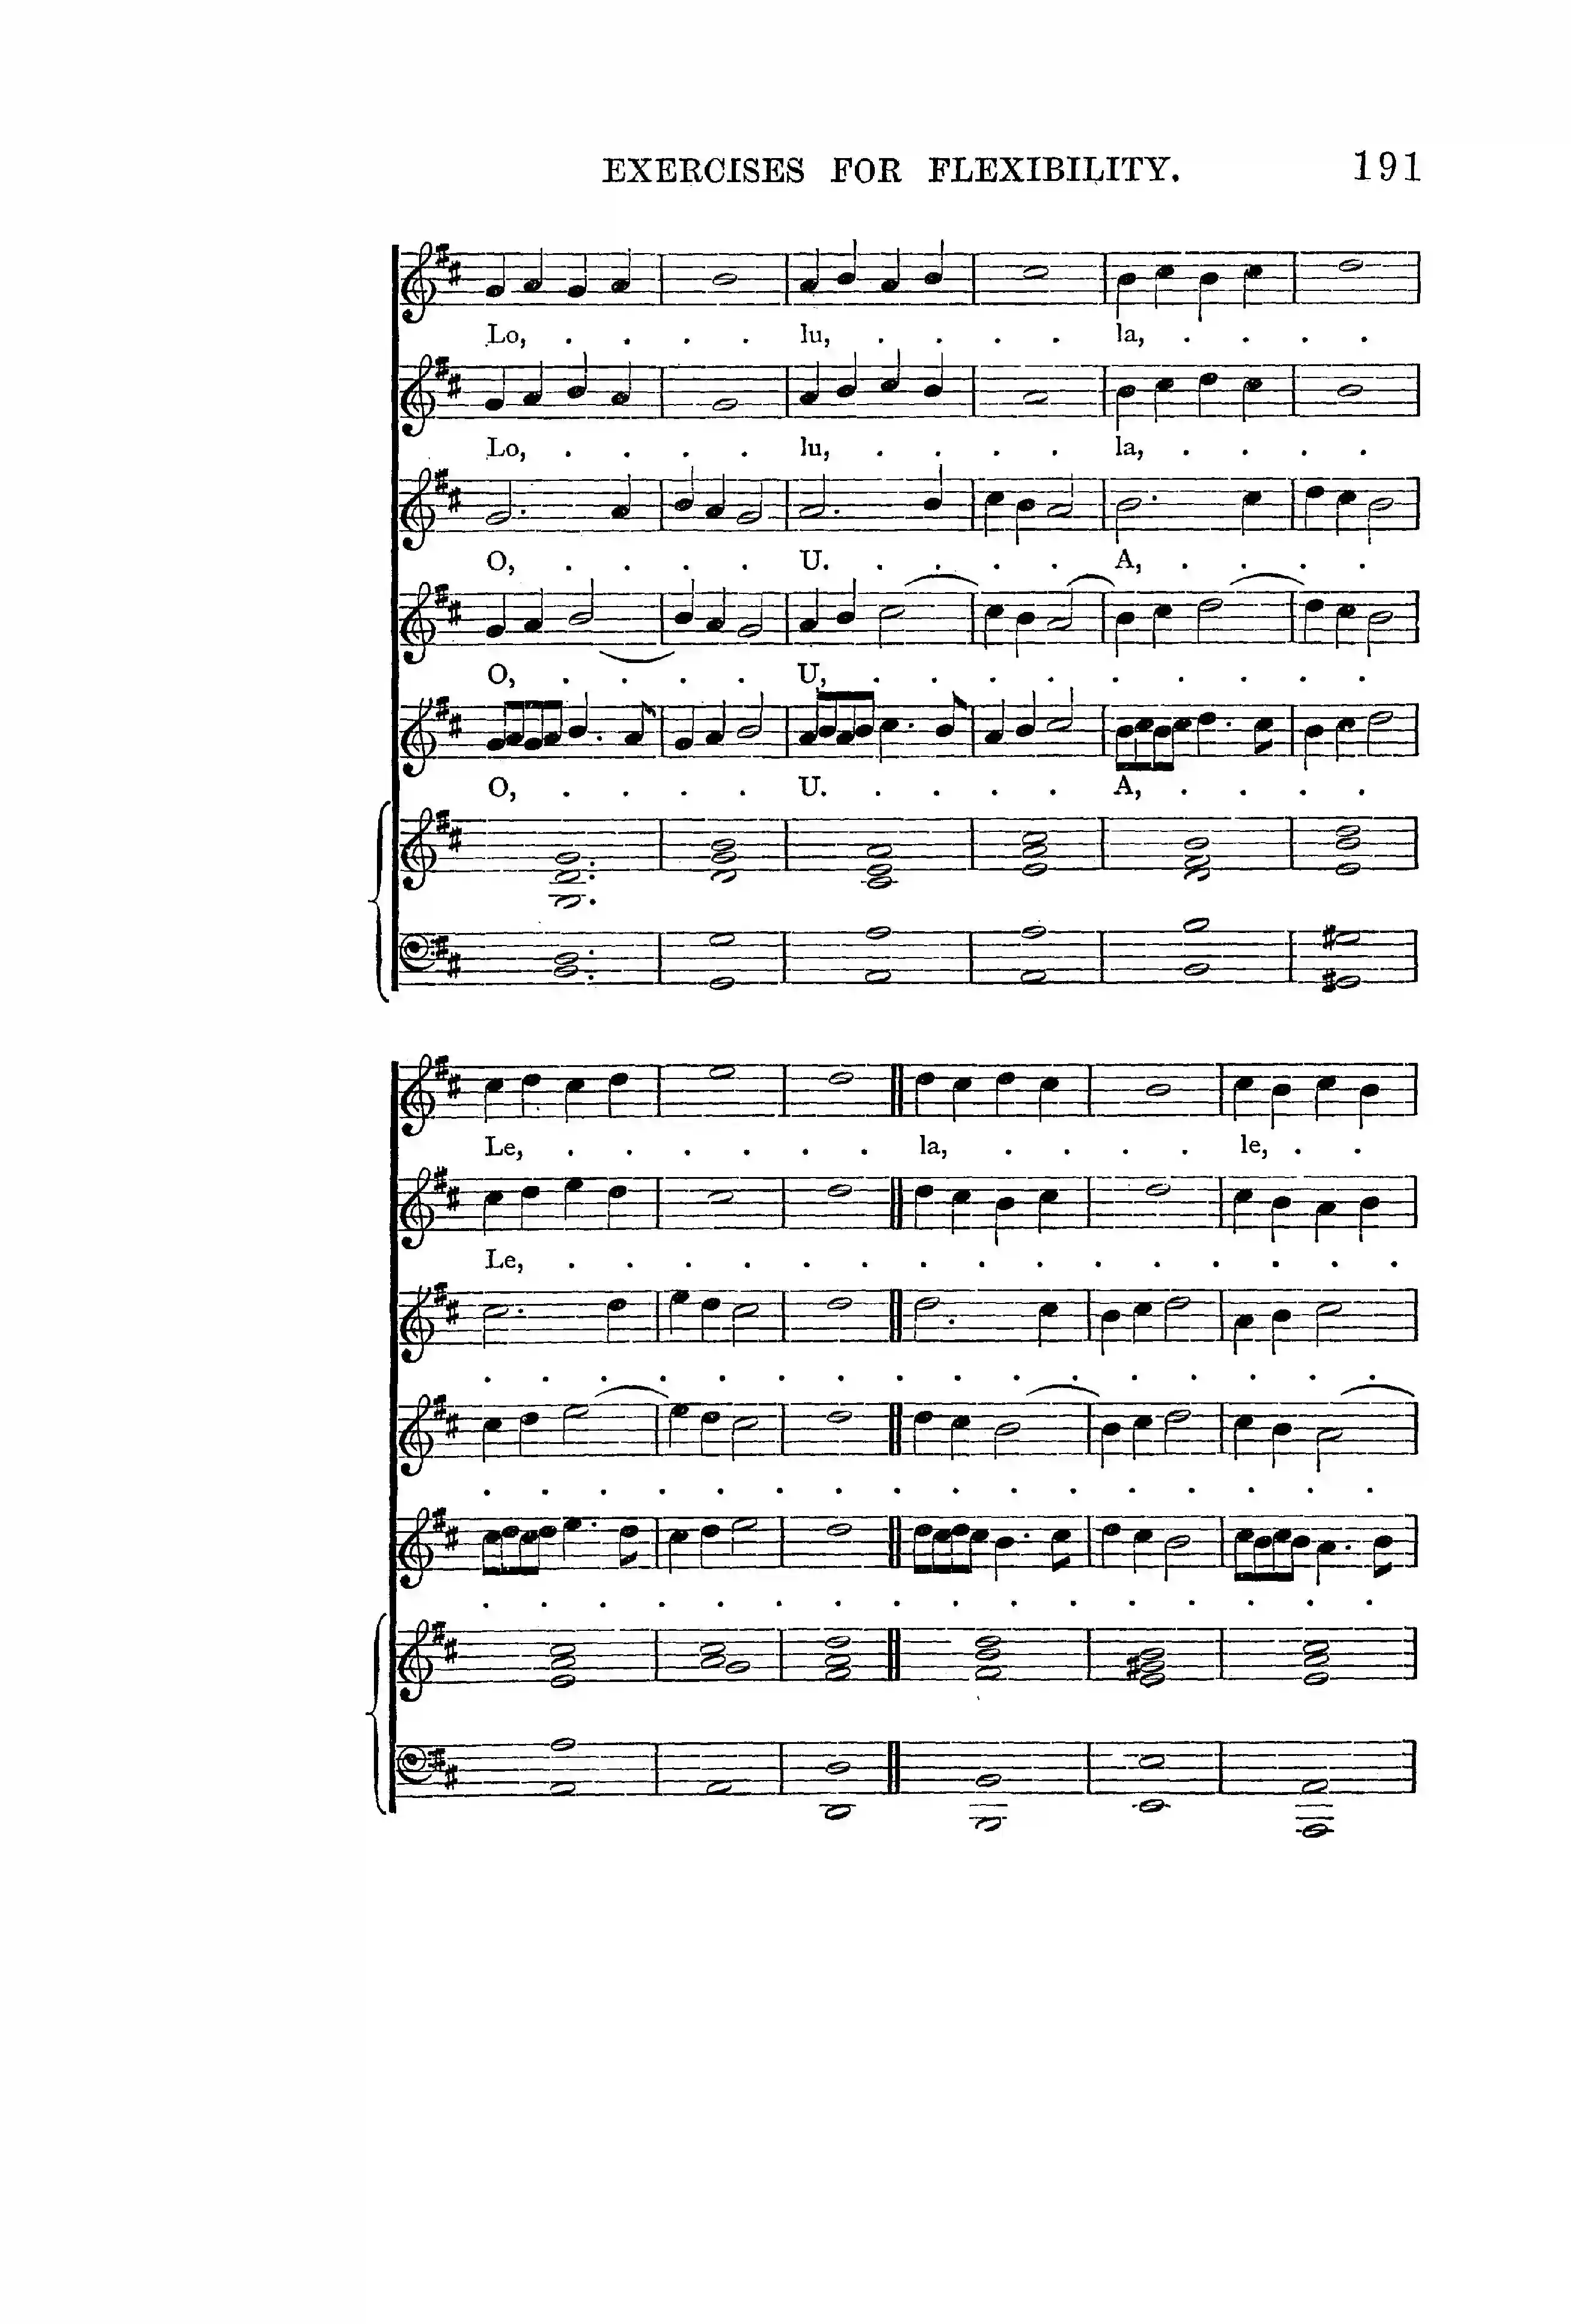 EXERCISES FOR FLEXIBILITY. 191
Lo, . . . . lu, . . . . la, . . . .
Lo, . . . . lu, . . . . la, . . . .
O, . . . . U. . . . . A, . . . .
O, . . . . U, . . . . . . . . .
O, . . . . U. . . . . A, . . . .
Le, . . . . . . la, . . . . le, . .
Le, . . . . . . . . . . . . . . .
. . . . . . . . . . . . . . . .
. . . . . . . . . . . . . . . .
. . . . . . . . . . . . . . . .